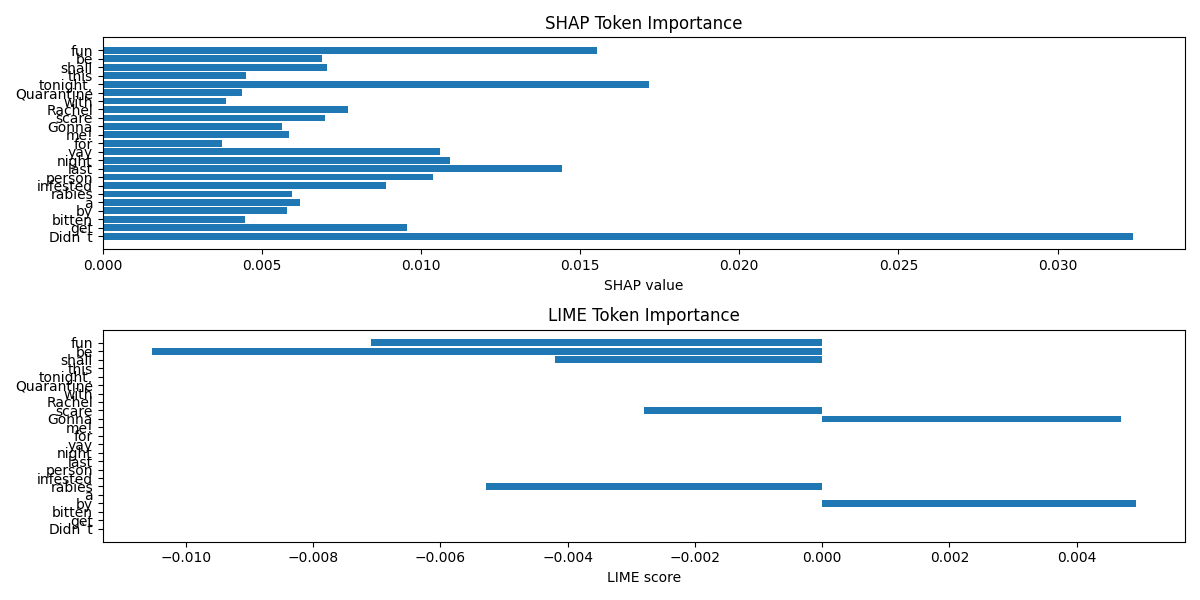 SHAP Token Importance
fun
be
shall
this
tonight,
Quarantine
with
Rachel
scare
Gonna
me!
for
yay
night
last
person
infested
rabies
a
by
bitten
get
Didn`t
0.000 0.005 0.010 0.015 0.020 0.025 0.030
SHAP value
LIME Token Importance
fun
be
shall
this
tonight,
Quarantine
with
Rachel
scare
Gonna
me!
for
yay
night
last
person
infested
rabies
a
by
bitten
get
Didn`t
−0.010 −0.008 −0.006 −0.004 −0.002 0.000 0.002 0.004
LIME score